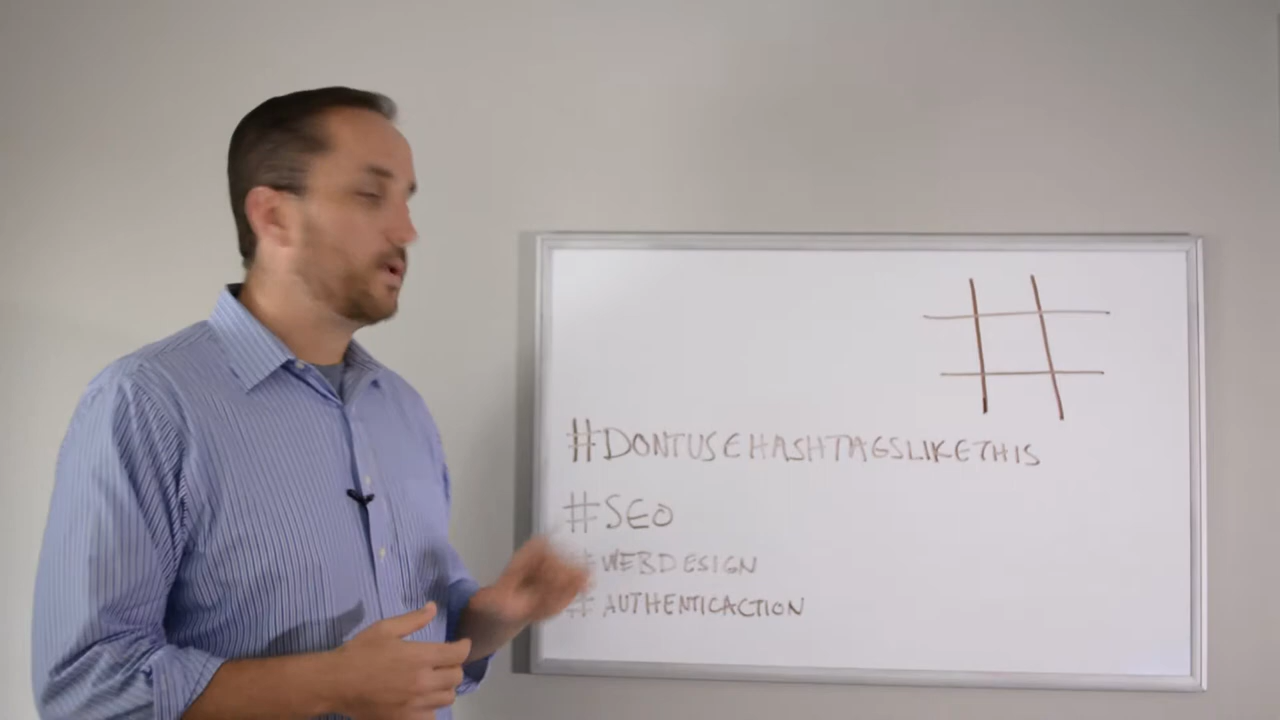 #
#DONTUSEHASHTAGSLIKETHIS
#SEO
#WEBDESIGN
#AUTHENTICACTION